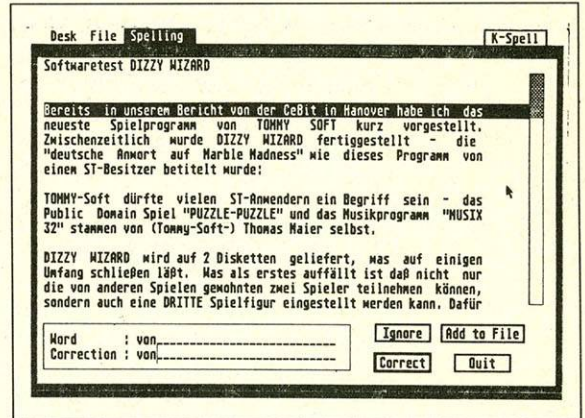 Desk File Spelling K-Spell
Softwaretest DIZZY WIZARD
Bereits in unserem Bericht von der CeBit in Hanover habe ich das
neueste Spielprogramm von TOMMY SOFT kurz vorgestellt.
Zwischenzeitlich wurde DIZZY WIZARD fertiggestellt - die
"deutsche Anwort auf Marble Madness" wie dieses Programm von
einem ST-Besitzer betitelt wurde:
TOMMY-Soft dürfte vielen ST-Anwendern ein Begriff sein - das
Public Domain Spiel "PUZZLE-PUZZLE" und das Musikprogramm "MUSIX
32" stammen von (Tommy-Soft-) Thomas Maier selbst.
DIZZY WIZARD wird auf 2 Disketten geliefert, was auf einigen
Umfang schließen läßt. Was als erstes auffällt ist daß nicht nur
die von anderen Spielen gewohnten zwei Spieler teilnehmen können,
sondern auch eine DRITTE Spielfigur eingestellt werden kann. Dafür
Word : von
Correction : von
Ignore Add to File
Correct Quit